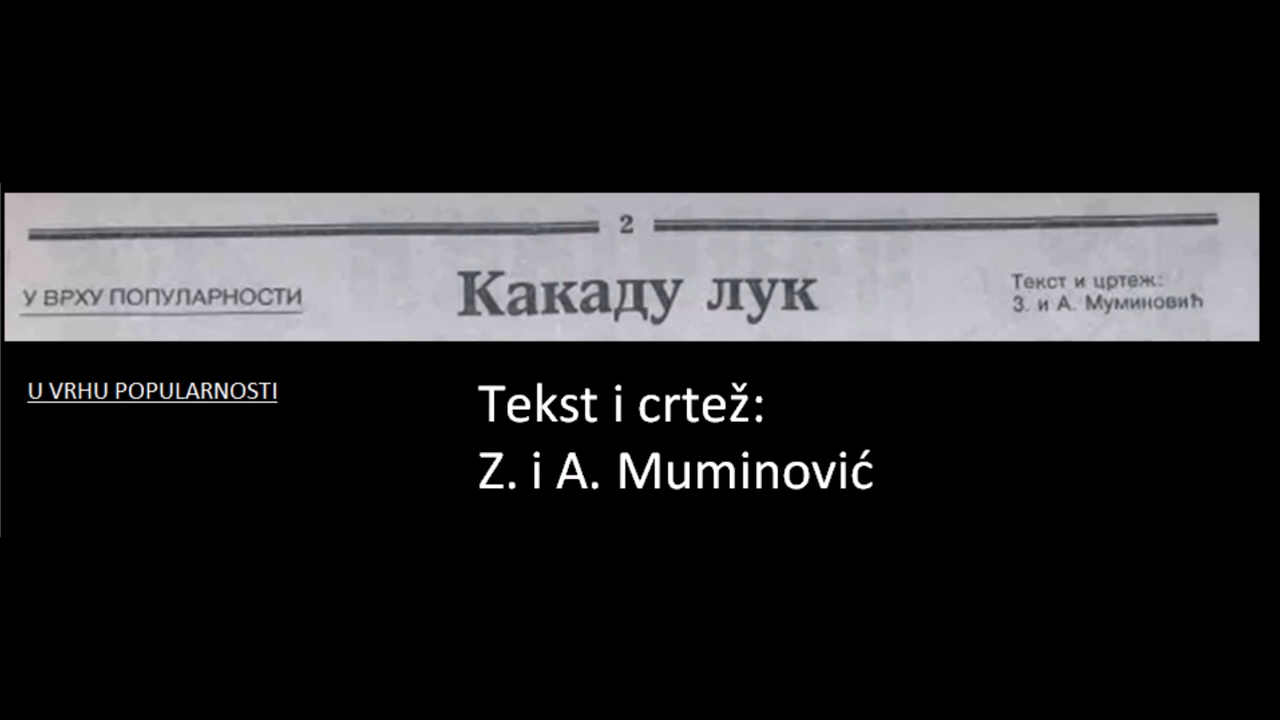 2
У ВРХУ ПОПУЛАРНОСТИ
Какаду лук
Текст и цртеж:
З. и А. Муминовић
U VRHU POPULARNOSTI
Tekst i crtež:
Z. i A. Muminović